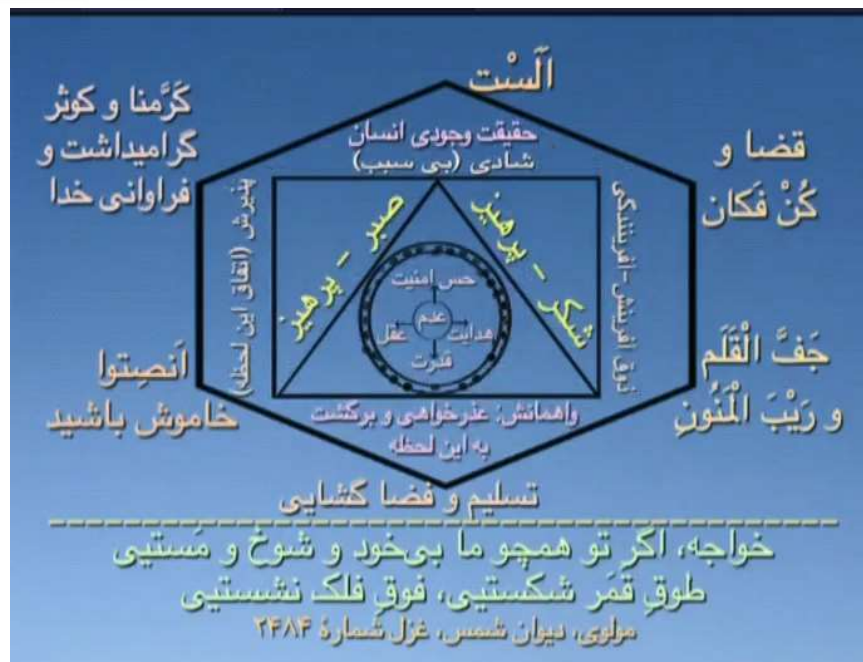 اَلَسْت
کَرَّمنا و کوثر
گرامیداشت و
فراوانی خدا
قضا و
کُنْ فَکان
حقیقت وجودی انسان
شادی (بی سبب)
پذیرش (اتفاق این لحظه)
صبر - پرهیز
شکر - پرهیز
ذوق آفرینش-آفرینندگی
حس امنیت
عدم
عقل
هدایت
قدرت
اَنصِتوا
خاموش باشید
جَفَّ الْقَلَم
و رَیْبَ الْمَنُونِ
واهمانش: عذرخواهی و برگشت
به این لحظه
تسلیم و فضا گشایی
خواجه، اگر تو همچو ما بی‌خود و شوخ و مَستیی
طوقِ قَمَر شکستیی، فوقِ فلک نشستیی
مولوی، دیوان شمس، غزل شمارهٔ ۲۴۸۴